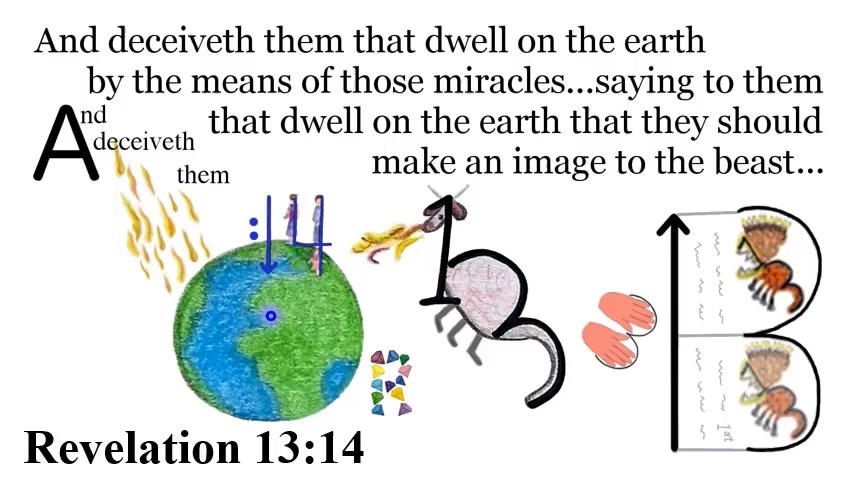 And deceiveth them that dwell on the earth
by the means of those miracles...saying to them
that dwell on the earth that they should
make an image to the beast...
And
deceiveth
them
:14
13
R
B
1st
Revelation 13:14